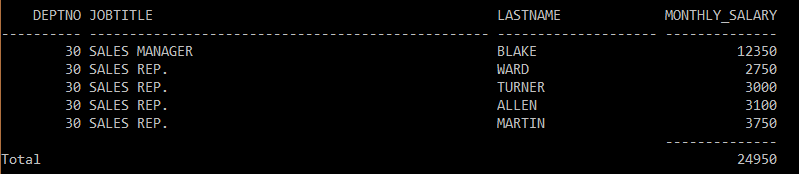 DEPTNO JOBTITLE LASTNAME MONTHLY_SALARY
---------- -------------------------------------------------- -------------------- --------------
30 SALES MANAGER BLAKE 12350
30 SALES REP. WARD 2750
30 SALES REP. TURNER 3000
30 SALES REP. ALLEN 3100
30 SALES REP. MARTIN 3750
--------------
Total 24950